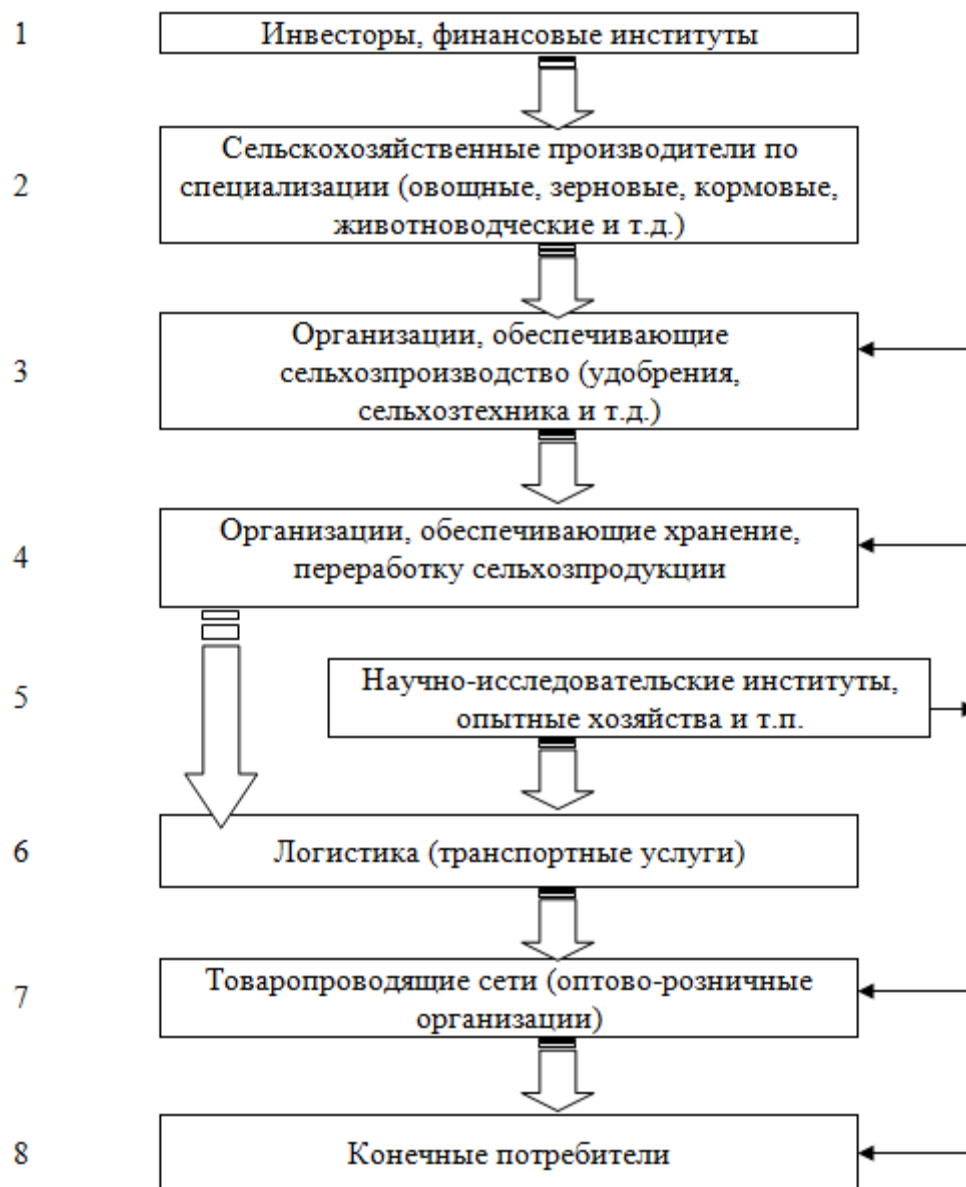 1
Инвесторы, финансовые институты
2
Сельскохозяйственные производители по
специализации (овощные, зерновые, кормовые,
животноводческие и т.д.)
3
Организации, обеспечивающие
сельхозпроизводство (удобрения,
сельхозтехника и т.д.)
4
Организации, обеспечивающие хранение,
переработку сельхозпродукции
5
Научно-исследовательские институты,
опытные хозяйства и т.п.
6
Логистика (транспортные услуги)
7
Товаропроводящие сети (оптово-розничные
организации)
8
Конечные потребители